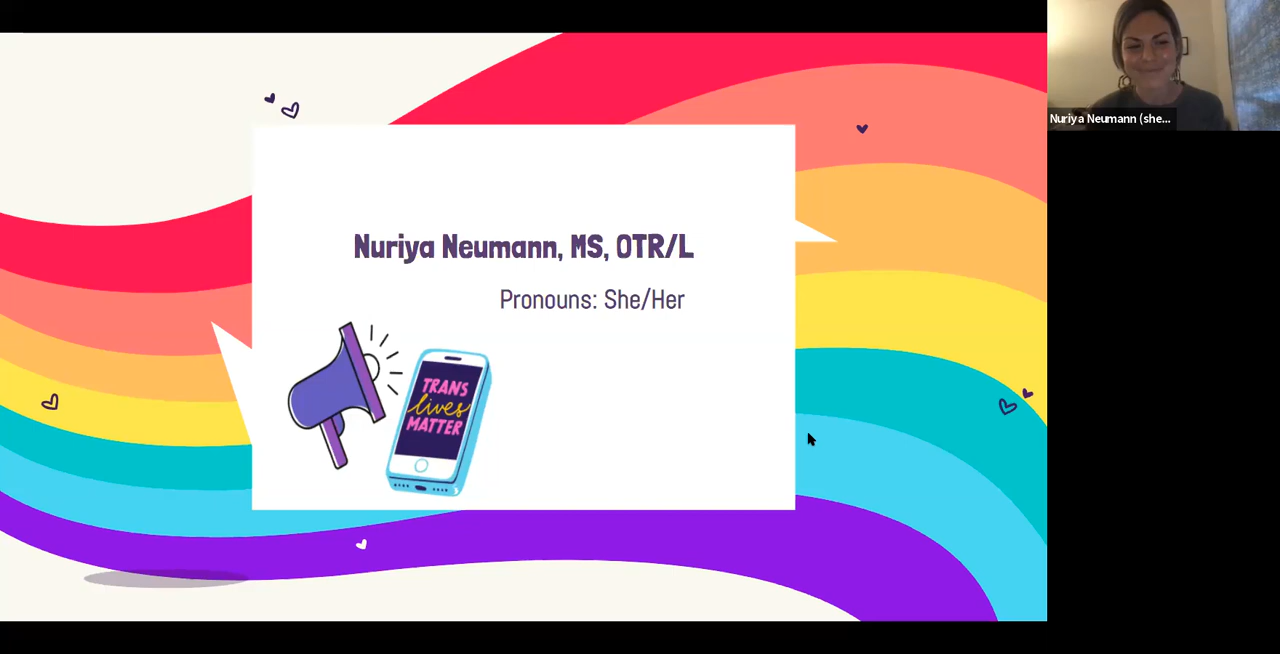 Nuriya Neumann, MS, OTR/L
Pronouns: She/Her
TRANS
lives
MATTER
Nuriya Neumann (she...